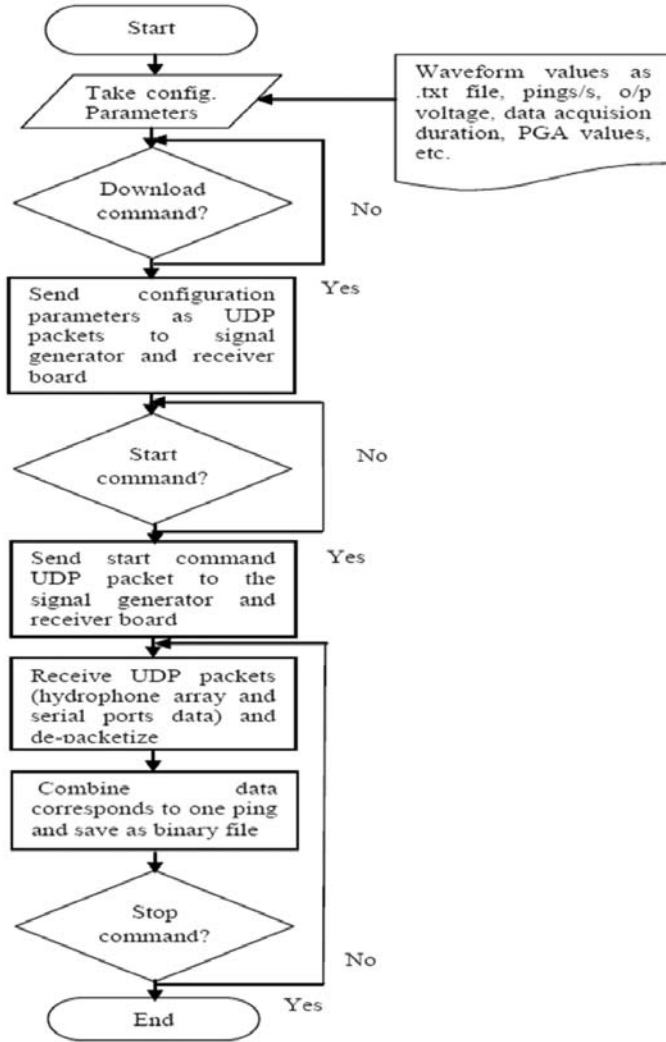 Start
Take config.
Parameters
Waveform values as
.txt file, pings/s, o/p
voltage, data acquision
duration, PGA values,
etc.
Download
command?
No
Yes
Send configuration
parameters as UDP
packets to signal
generator and receiver
board
Start
command?
No
Yes
Send start command
UDP packet to the
signal generator and
receiver board
Receive UDP packets
(hydrophone array and
serial ports data) and
de-packetize
Combine data
corresponds to one ping
and save as binary file
Stop
command?
No
Yes
End